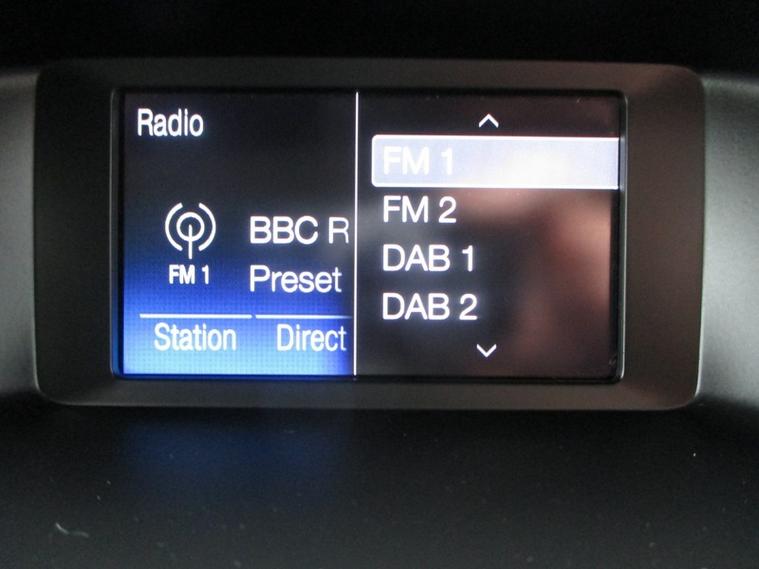 Radio
FM 1
BBC R
Preset
Station Direct
FM 1
FM 2
DAB 1
DAB 2